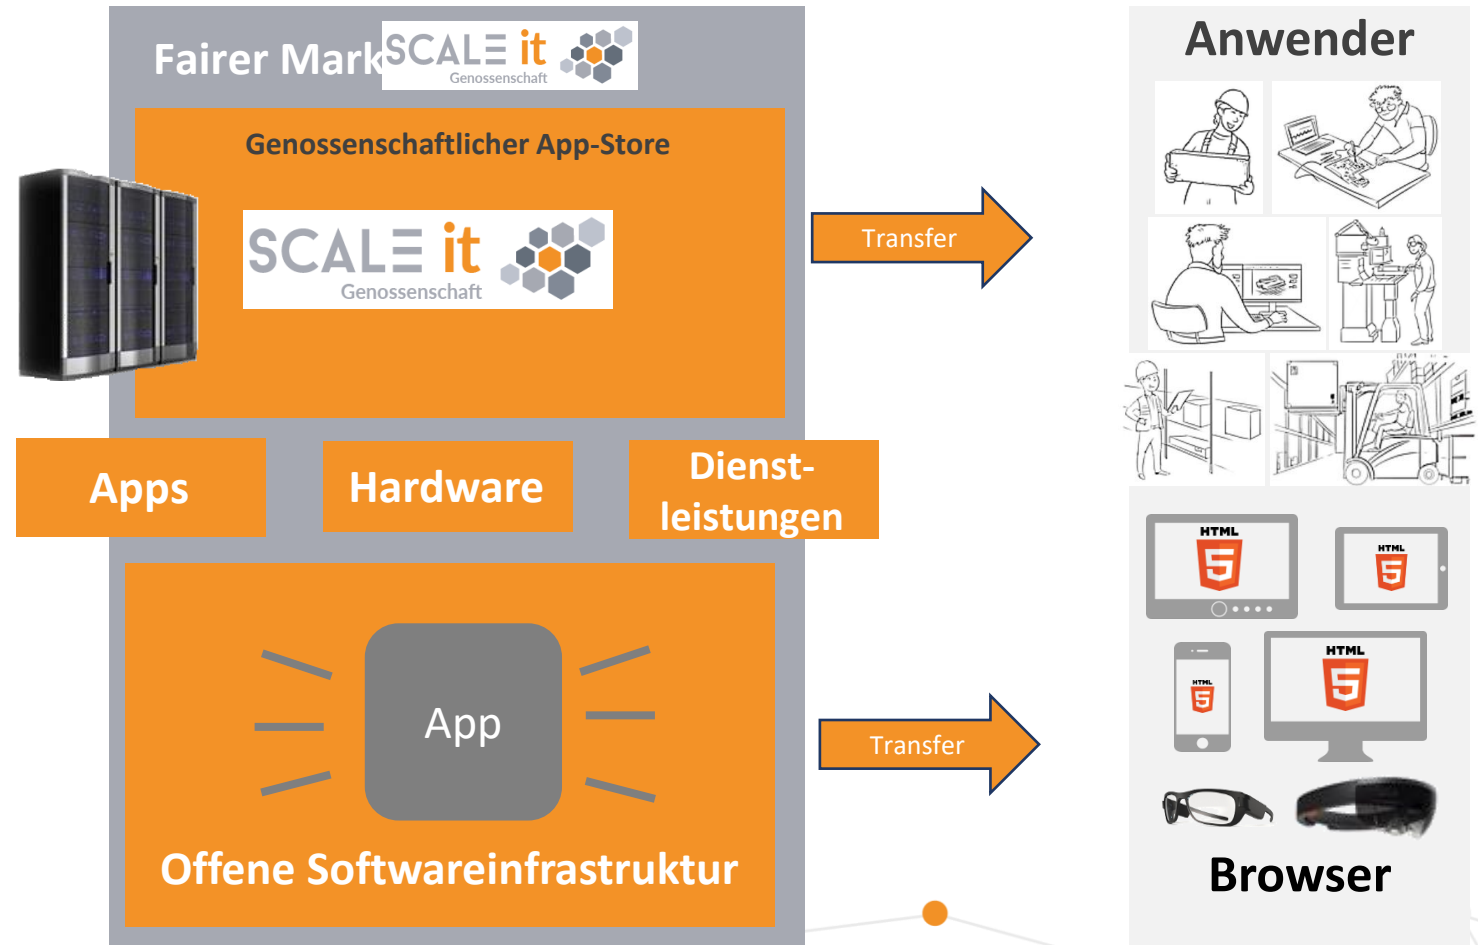 Fairer Mark
SCALE it
Genossenschaft
Genossenschaftlicher App-Store
SCALE it
Genossenschaft
Apps
Hardware
Dienst-
leistungen
App
Offene Softwareinfrastruktur
Transfer
Transfer
Anwender
HTML
5
HTML
5
HTML
5
HTML
5
Browser